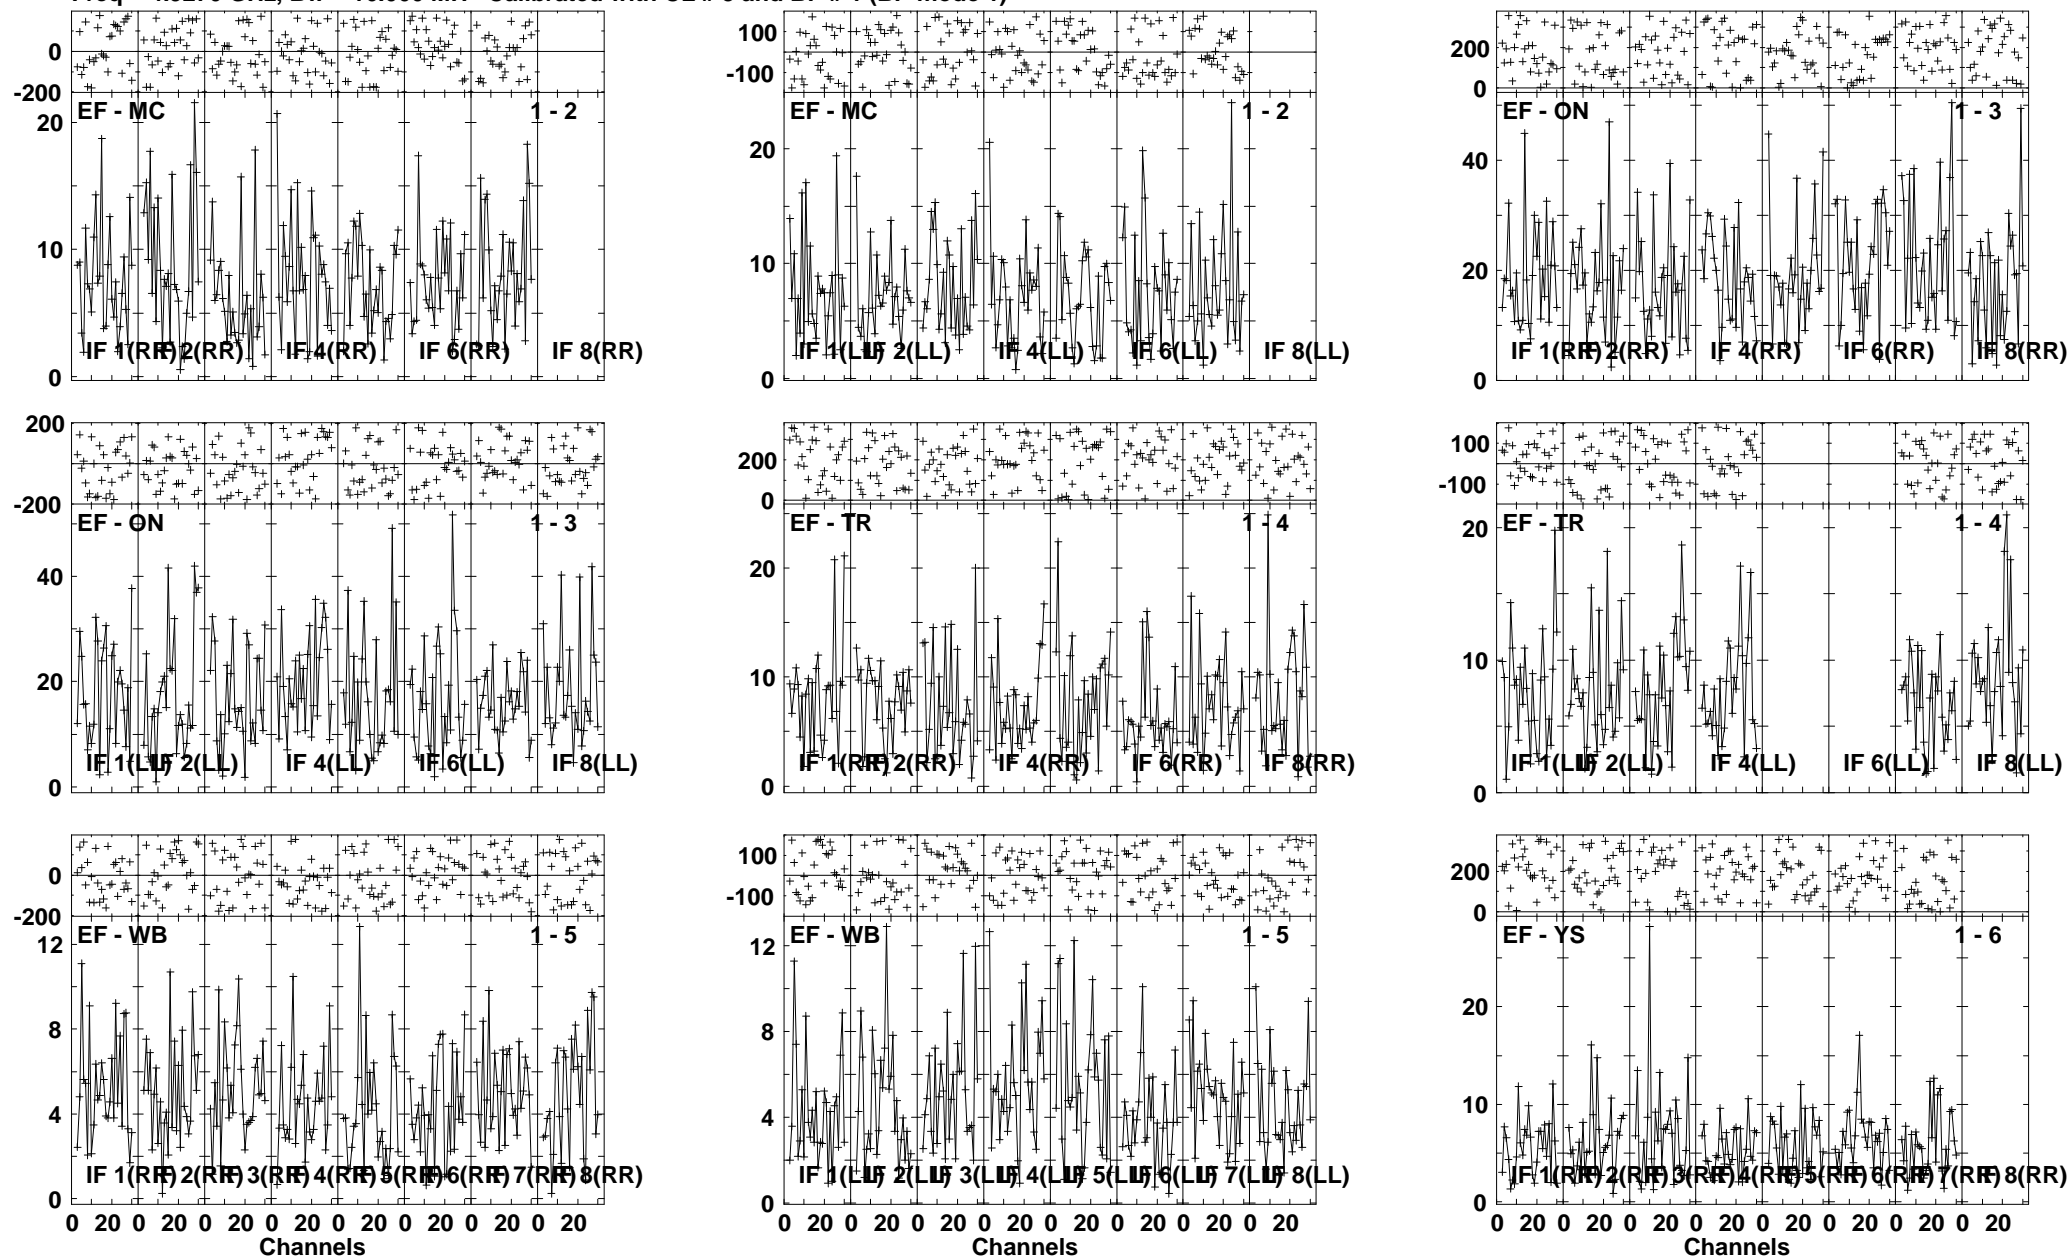 0
-200
EF - MC
1 - 2
20
10
0
IF 1(RR)
IF 2(RR)
IF 4(RR)
IF 6(RR)
IF 8(RR)
100
-100
EF - MC
1 - 2
20
10
0
IF 1(LL)
IF 2(LL)
IF 4(LL)
IF 6(LL)
IF 8(LL)
200
0
EF - ON
1 - 3
40
20
0
IF 1(RR)
IF 2(RR)
IF 4(RR)
IF 6(RR)
IF 8(RR)
200
-200
EF - ON
1 - 3
40
20
0
IF 1(LL)
IF 2(LL)
IF 4(LL)
IF 6(LL)
IF 8(LL)
200
0
EF - TR
1 - 4
20
10
0
IF 1(RR)
IF 2(RR)
IF 4(RR)
IF 6(RR)
IF 8(RR)
100
-100
EF - TR
1 - 4
20
10
0
IF 1(LL)
IF 2(LL)
IF 4(LL)
IF 6(LL)
IF 8(LL)
0
-200
EF - WB
1 - 5
12
8
4
0
IF 1(RR)
IF 2(RR)
IF 3(RR)
IF 4(RR)
IF 5(RR)
IF 6(RR)
IF 7(RR)
IF 8(RR)
0 20 0 20 0 20 0 20 0 20 0 20 0 20 0 20
Channels
100
-100
EF - WB
1 - 5
12
8
4
0
IF 1(LL)
IF 2(LL)
IF 3(LL)
IF 4(LL)
IF 5(LL)
IF 6(LL)
IF 7(LL)
IF 8(LL)
0 20 0 20 0 20 0 20 0 20 0 20 0 20 0 20
200
0
EF - YS
1 - 6
20
10
0
IF 1(RR)
IF 2(RR)
IF 3(RR)
IF 4(RR)
IF 5(RR)
IF 6(RR)
IF 7(RR)
IF 8(RR)
0 20 0 20 0 20 0 20 0 20 0 20 0 20 0 20
Channels